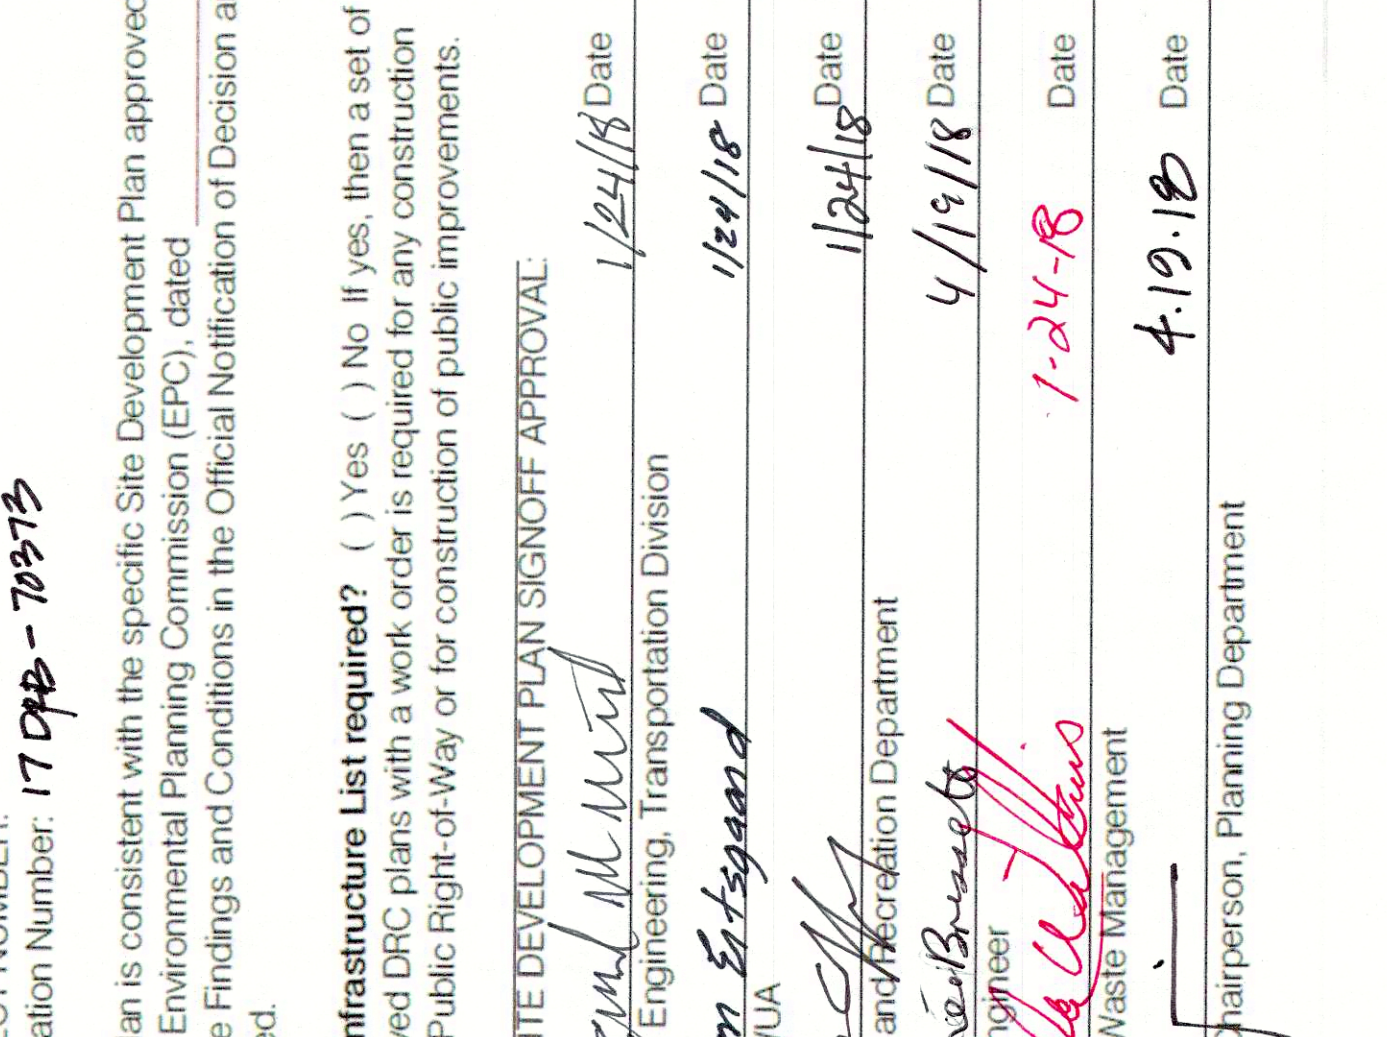 ation Number: 17 DRB-70373
lan is consistent with the specific Site Development Plan approved
Environmental Planning Commission (EPC), dated
e Findings and Conditions in the Official Notification of Decision a
ed.
nfrastructure List required? ( ) Yes ( ) No If yes, then a set of
ved DRC plans with a work order is required for any construction
Public Right-of-Way or for construction of public improvements.
ITE DEVELOPMENT PLAN SIGNOFF APPROVAL:
1/24/18 Date
Engineering, Transportation Division
1/24/18 Date
UA
1/24/18 Date
and Recreation Department
4/19/18 Date
ngineer
1-24-18 Date
Waste Management
4.19.18 Date
Chairperson, Planning Department